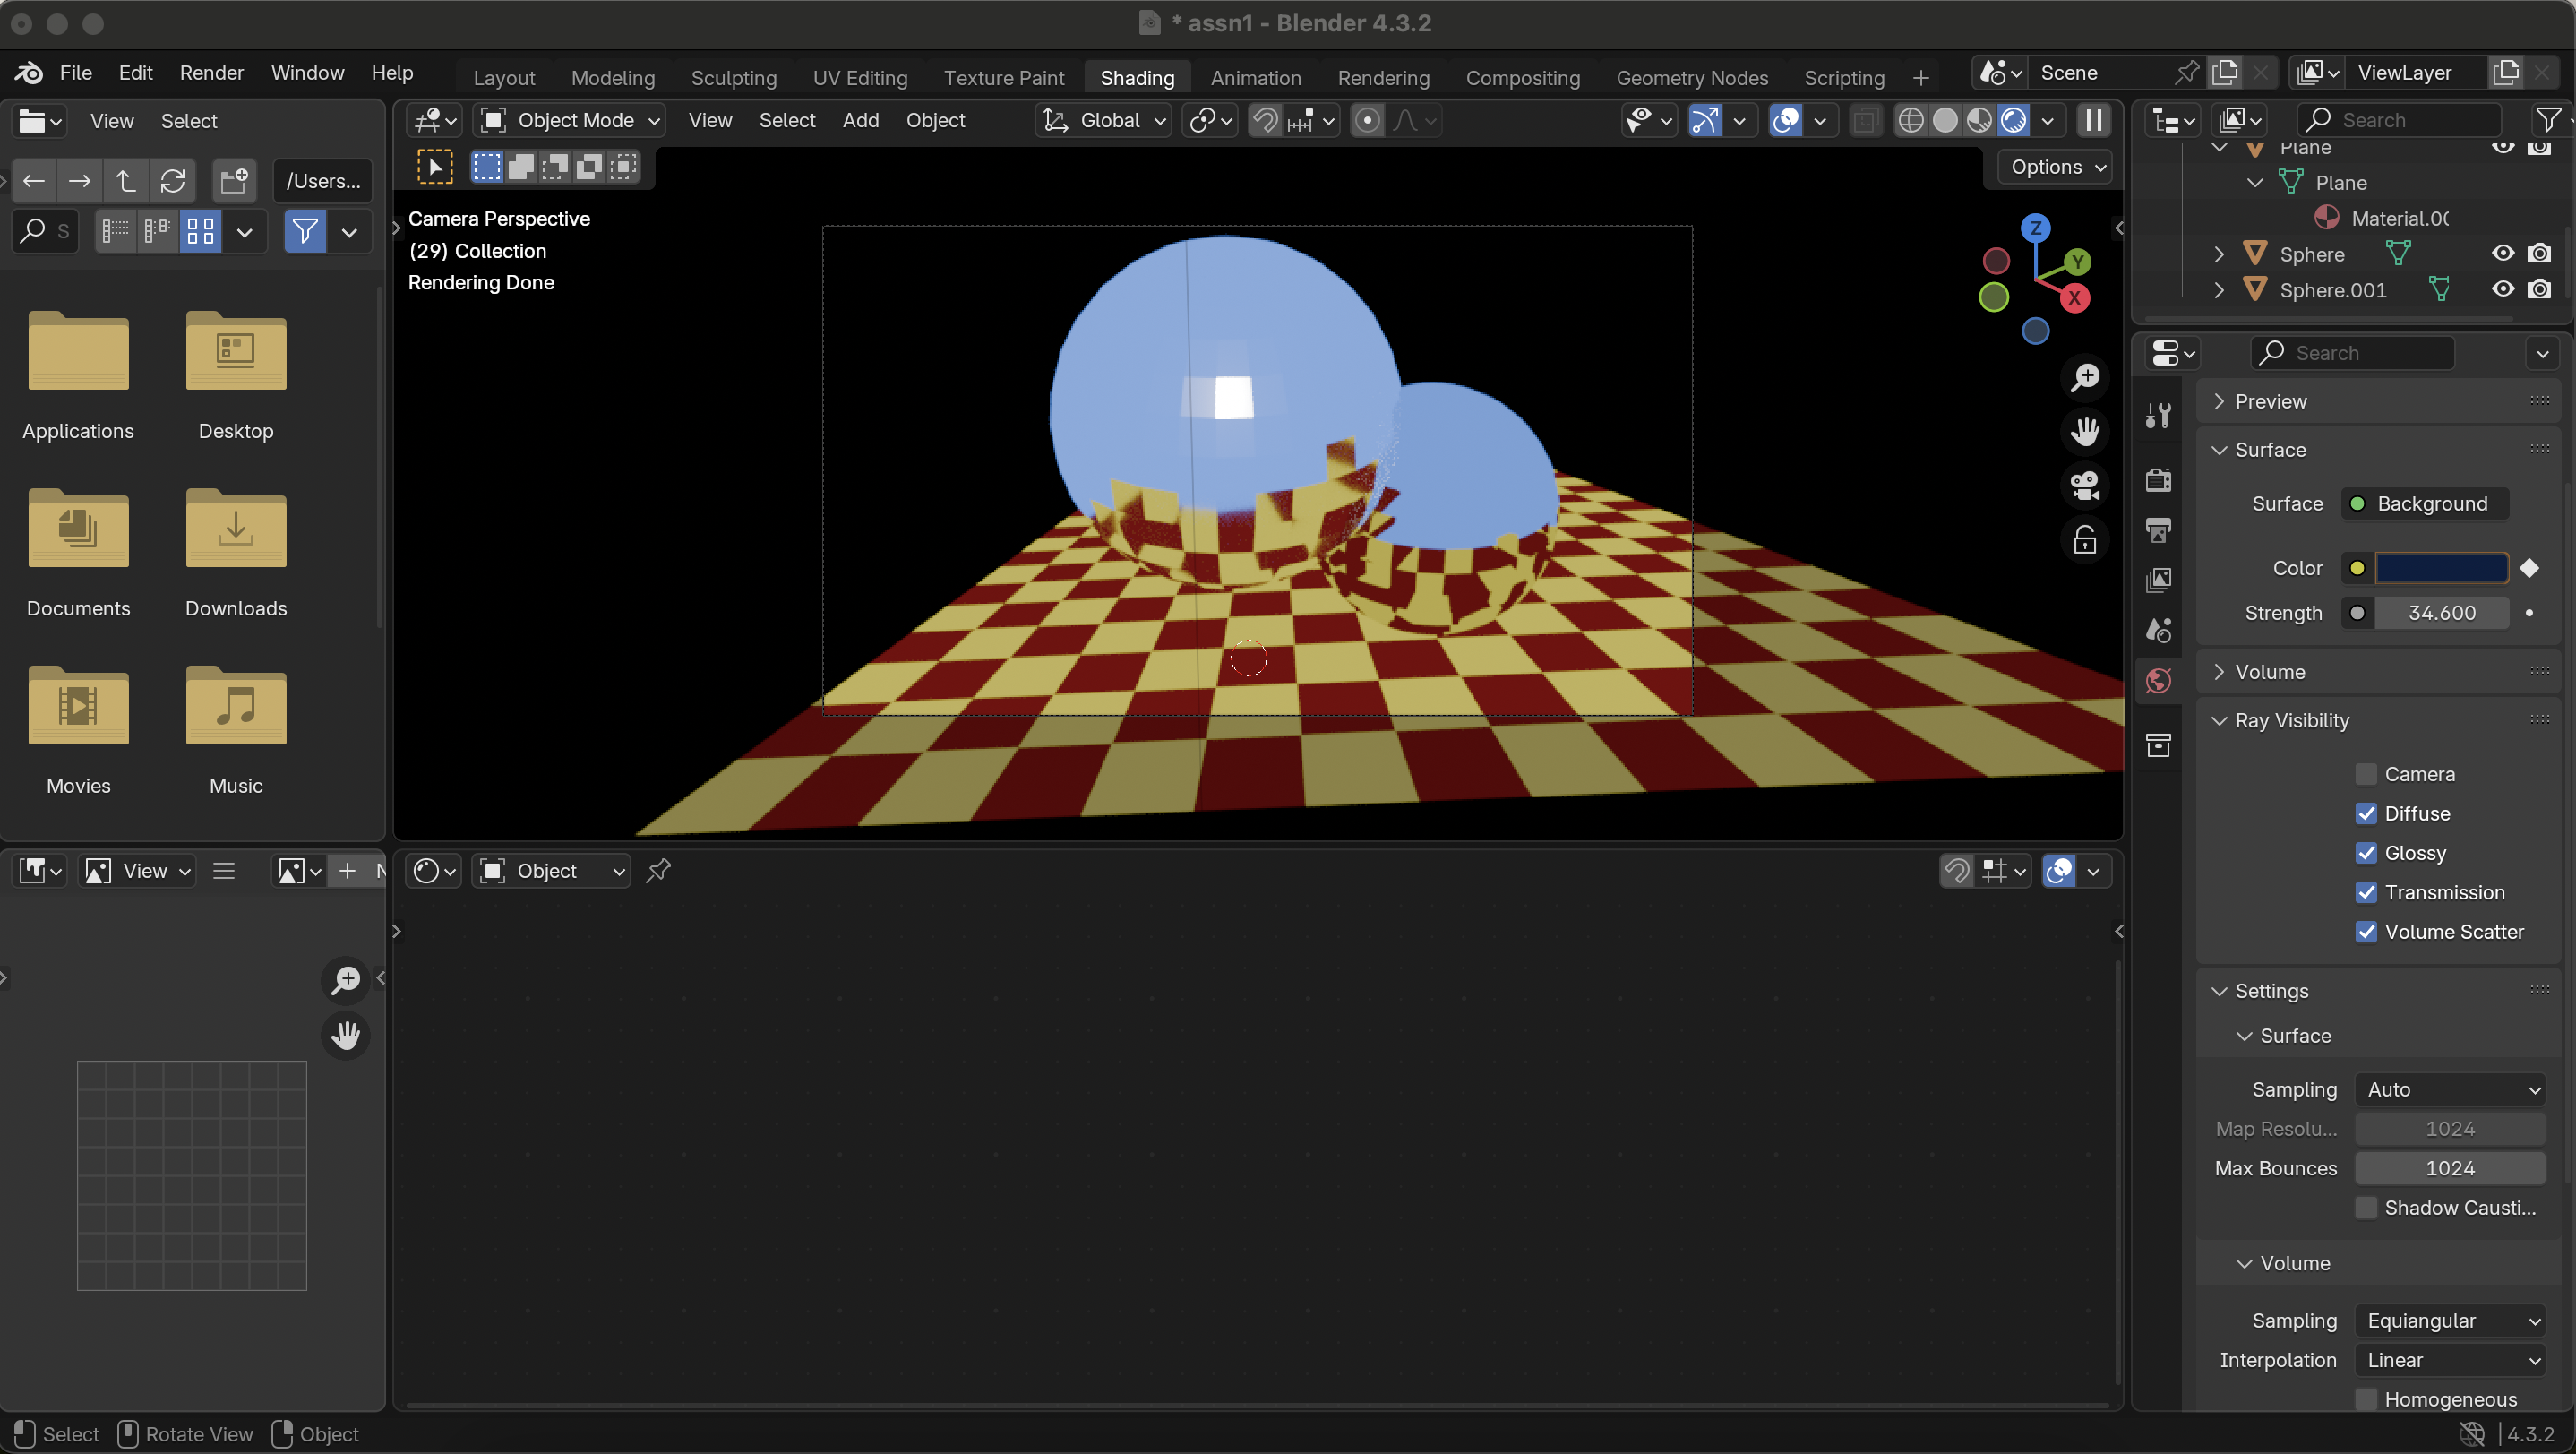 * assn1 - Blender 4.3.2
File Edit Render Window Help Layout Modeling Sculpting UV Editing Texture Paint Shading Animation Rendering Compositing Geometry Nodes Scripting + Scene ViewLayer
View Select
/Users...
S
Applications Desktop
Documents Downloads
Movies Music
Object Mode View Select Add Object Global
Options
Camera Perspective
(29) Collection
Rendering Done
Z
Y
X
Search
Plane
Plane
Material.00
Sphere
Sphere.001
Search
Preview
Surface
Surface Background
Color
Strength 34.600
Volume
Ray Visibility
Camera
Diffuse
Glossy
Transmission
Volume Scatter
Settings
Surface
Sampling Auto
Map Resolu... 1024
Max Bounces 1024
Shadow Causti...
Volume
Sampling Equiangular
Interpolation Linear
Homogeneous
View + N
Object
Select Rotate View Object
4.3.2